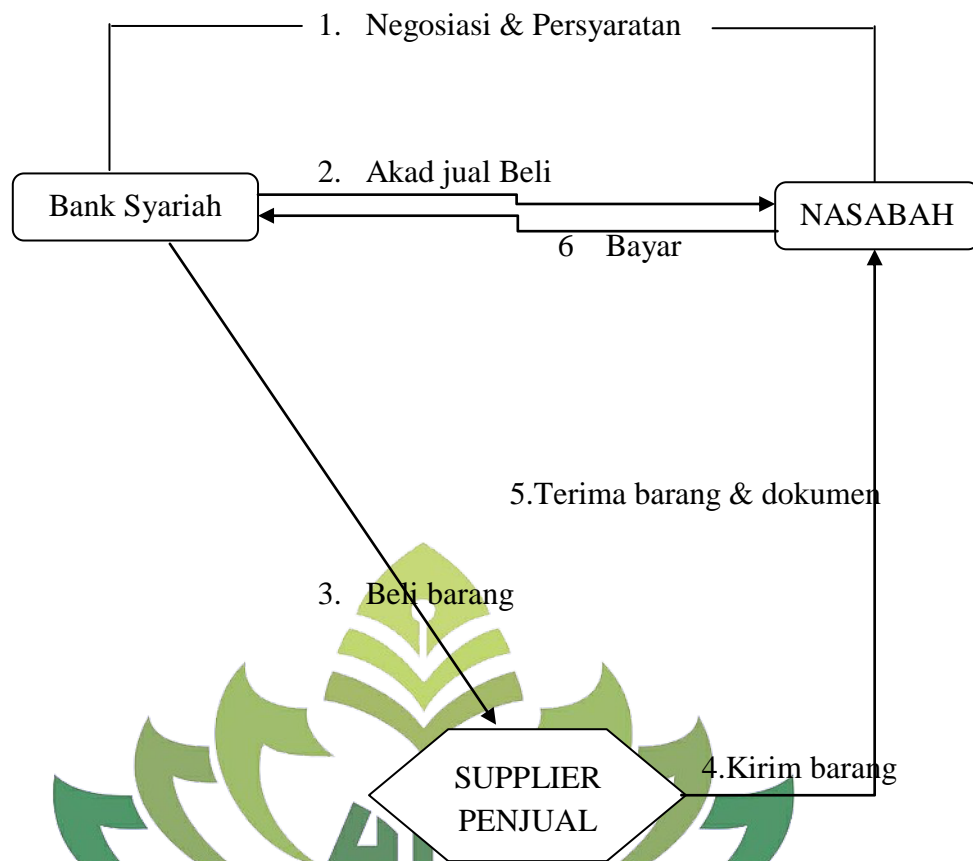 1. Negosiasi & Persyaratan
2. Akad jual Beli
Bank Syariah
NASABAH
6 Bayar
5.Terima barang & dokumen
3. Beli barang
4.Kirim barang
SUPPLIER
PENJUAL